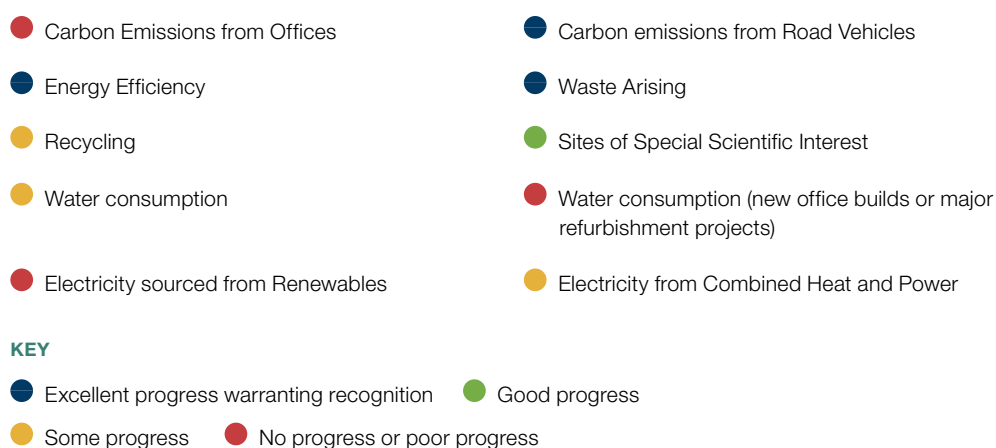 Carbon Emissions from Offices
Carbon emissions from Road Vehicles
Energy Efficiency
Waste Arising
Recycling
Sites of Special Scientific Interest
Water consumption
Water consumption (new office builds or major
refurbishment projects)
Electricity sourced from Renewables
Electricity from Combined Heat and Power
KEY
Excellent progress warranting recognition
Good progress
Some progress
No progress or poor progress